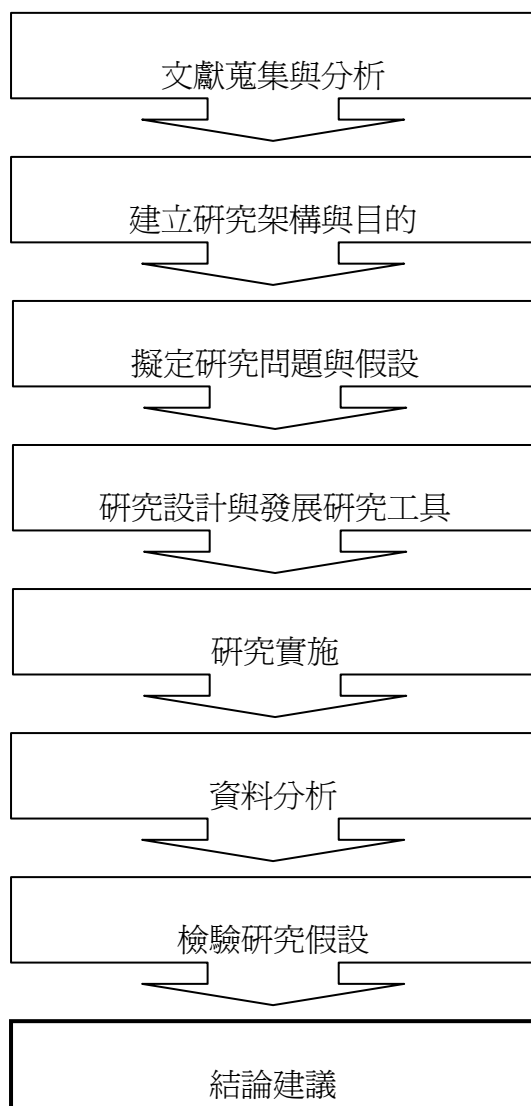 文獻蒐集與分析
建立研究架構與目的
擬定研究問題與假設
研究設計與發展研究工具
研究實施
資料分析
檢驗研究假設
結論建議